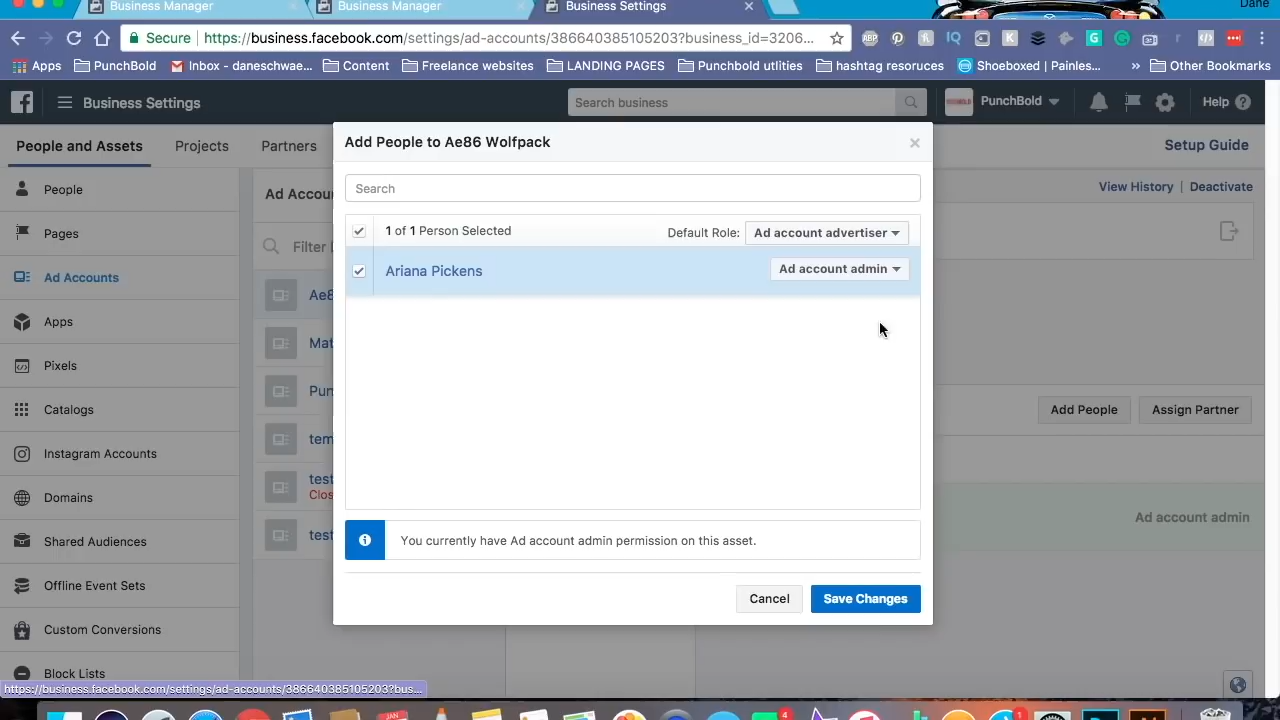 Business Manager
Business Manager
Business Settings
Dane
Secure
https://business.facebook.com/settings/ad-accounts/386640385105203?business_id=3206...
Apps
PunchBold
Inbox - daneschwae...
Content
Freelance websites
LANDING PAGES
Punchbold utlities
hashtag resoruces
Shoeboxed | Painles...
»
Other Bookmarks
Business Settings
Search business
PunchBold
Help
People and Assets
Projects
Partners
Setup Guide
People
Pages
Ad Accounts
Apps
Pixels
Catalogs
Instagram Accounts
Domains
Shared Audiences
Offline Event Sets
Custom Conversions
Block Lists
Ad Accou
Filter
Ae8
Mat
Pun
tem
test
Clos
test
View History | Deactivate
Add People
Assign Partner
Ad account admin
Add People to Ae86 Wolfpack
Search
1 of 1 Person Selected
Default Role: Ad account advertiser
Ariana Pickens
Ad account admin
You currently have Ad account admin permission on this asset.
Cancel
Save Changes
https://business.facebook.com/settings/ad-accounts/386640385105203?bus...
JAN
4
1